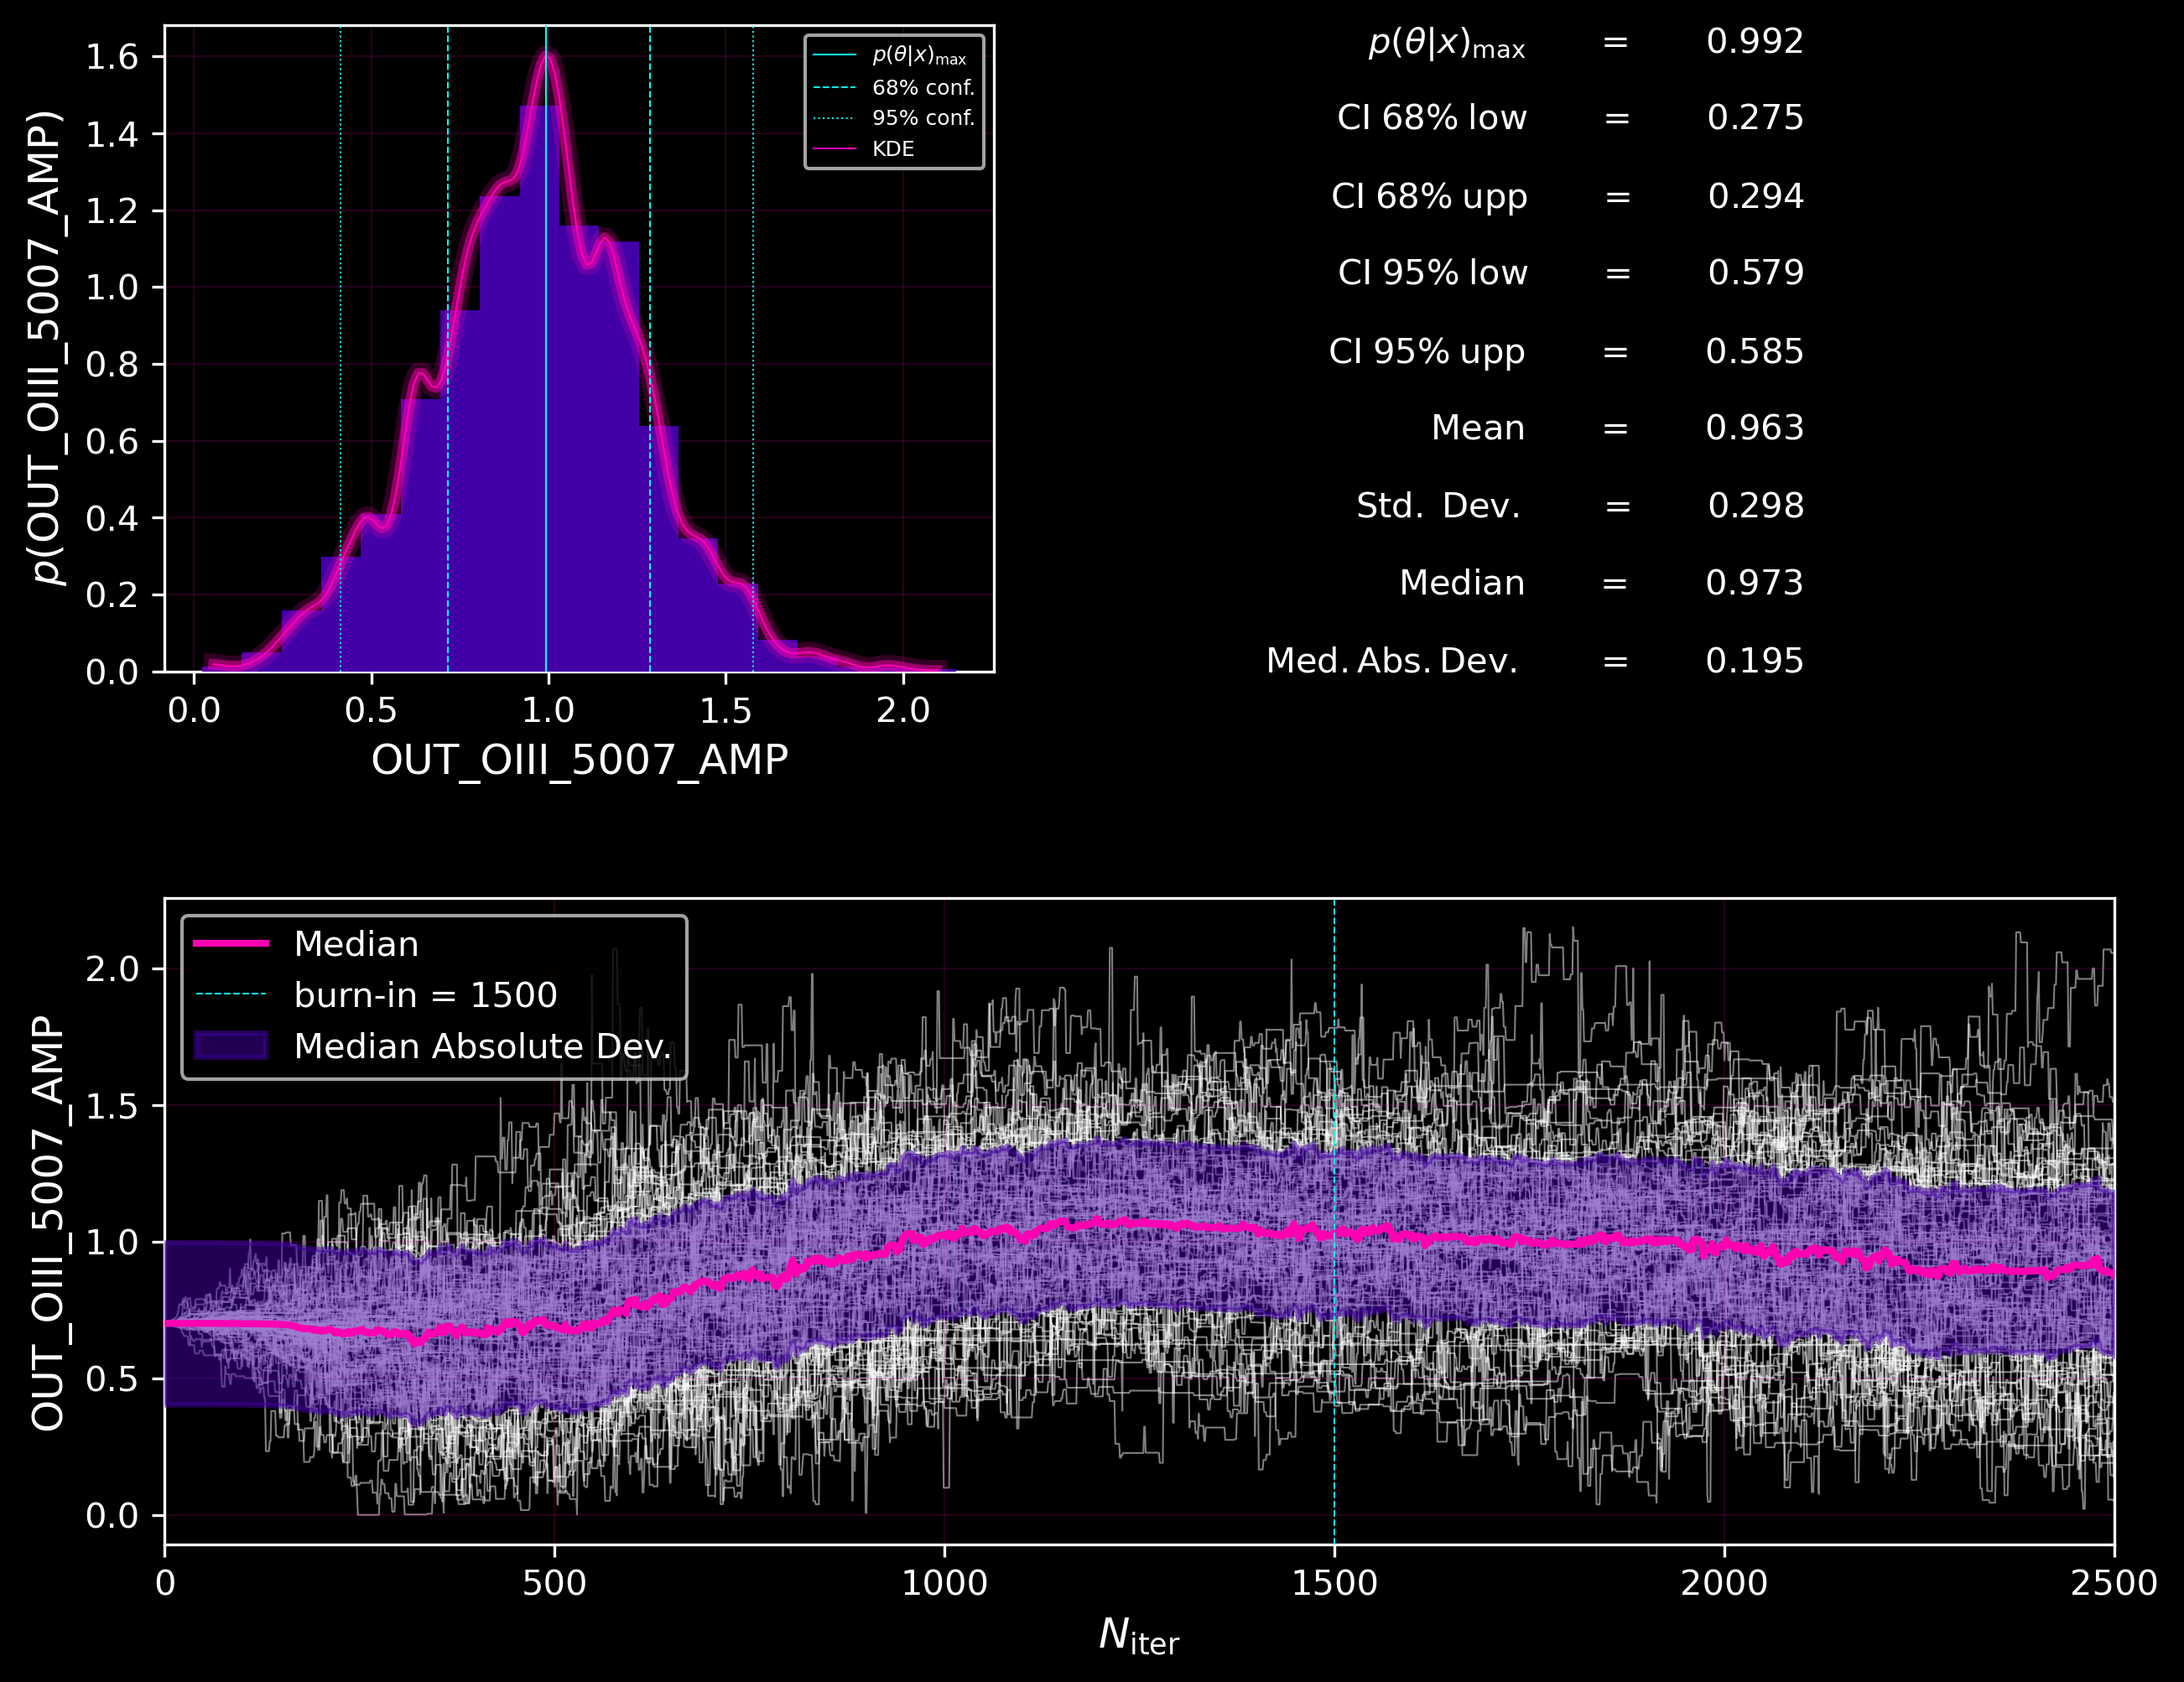 p(OUT_OIII_5007_AMP)
1.6
1.4
1.2
1.0
0.8
0.6
0.4
0.2
0.0
0.0 0.5 1.0 1.5 2.0
OUT_OIII_5007_AMP
p(θ|x)max
68% conf.
95% conf.
KDE
p(θ|x)max = 0.992
CI 68% low = 0.275
CI 68% upp = 0.294
CI 95% low = 0.579
CI 95% upp = 0.585
Mean = 0.963
Std. Dev. = 0.298
Median = 0.973
Med. Abs. Dev. = 0.195
OUT_OIII_5007_AMP
2.0
1.5
1.0
0.5
0.0
Median
burn-in = 1500
Median Absolute Dev.
0 500 1000 1500 2000 2500
Niter